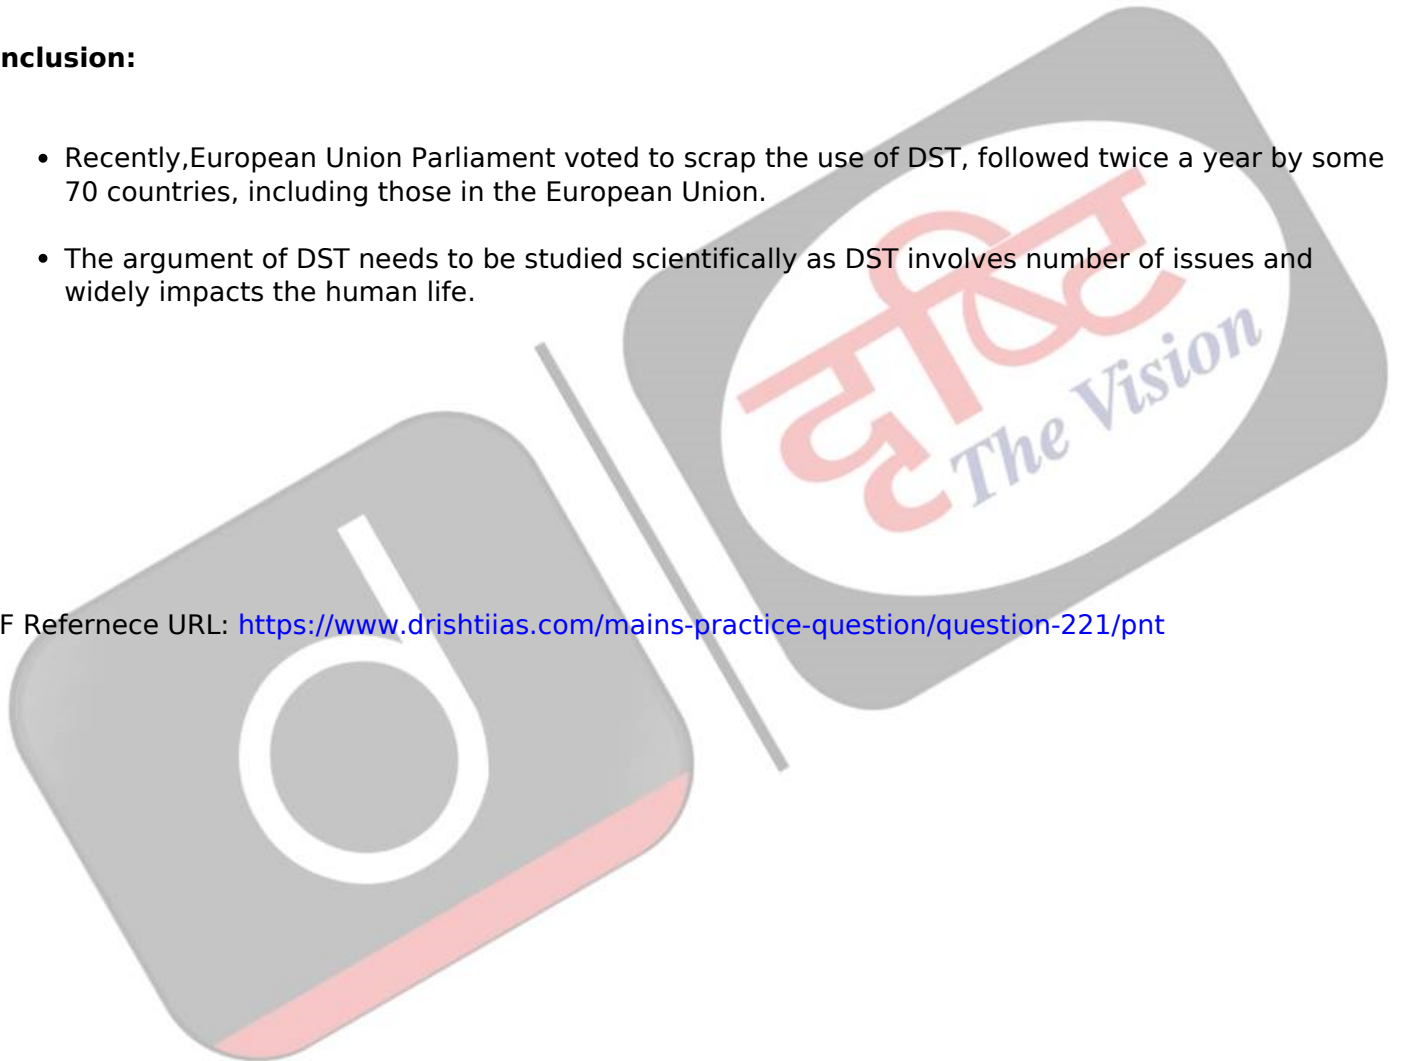 nclusion:
• Recently,European Union Parliament voted to scrap the use of DST, followed twice a year by some
70 countries, including those in the European Union.
• The argument of DST needs to be studied scientifically as DST involves number of issues and
widely impacts the human life.
दृष्टि
The Vision
d
F Refernece URL: https://www.drishtiias.com/mains-practice-question/question-221/pnt